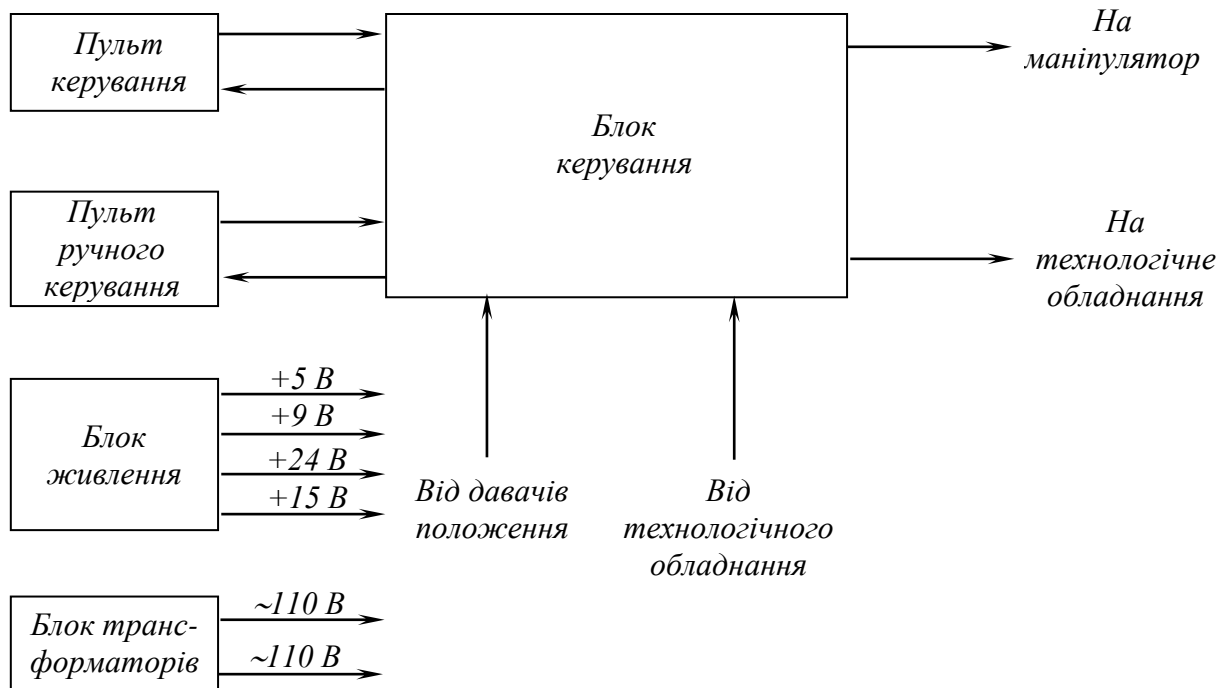 Пульт
керування
Блок
керування
На
маніпулятор
Пульт
ручного
керування
На
технологічне
обладнання
Блок
живлення
+5 В
+9 В
+24 В
+15 В
Від давачів
положення
Від
технологічного
обладнання
Блок транс-
форматорів
~110 В
~110 В